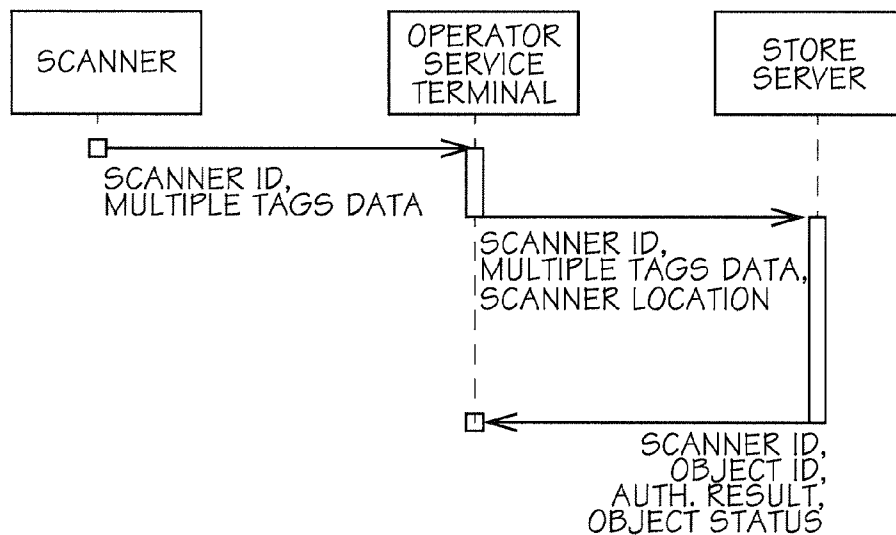 SCANNER
OPERATOR
SERVICE
TERMINAL
STORE
SERVER
SCANNER ID,
MULTIPLE TAGS DATA
SCANNER ID,
MULTIPLE TAGS DATA,
SCANNER LOCATION
SCANNER ID,
OBJECT ID,
AUTH. RESULT,
OBJECT STATUS